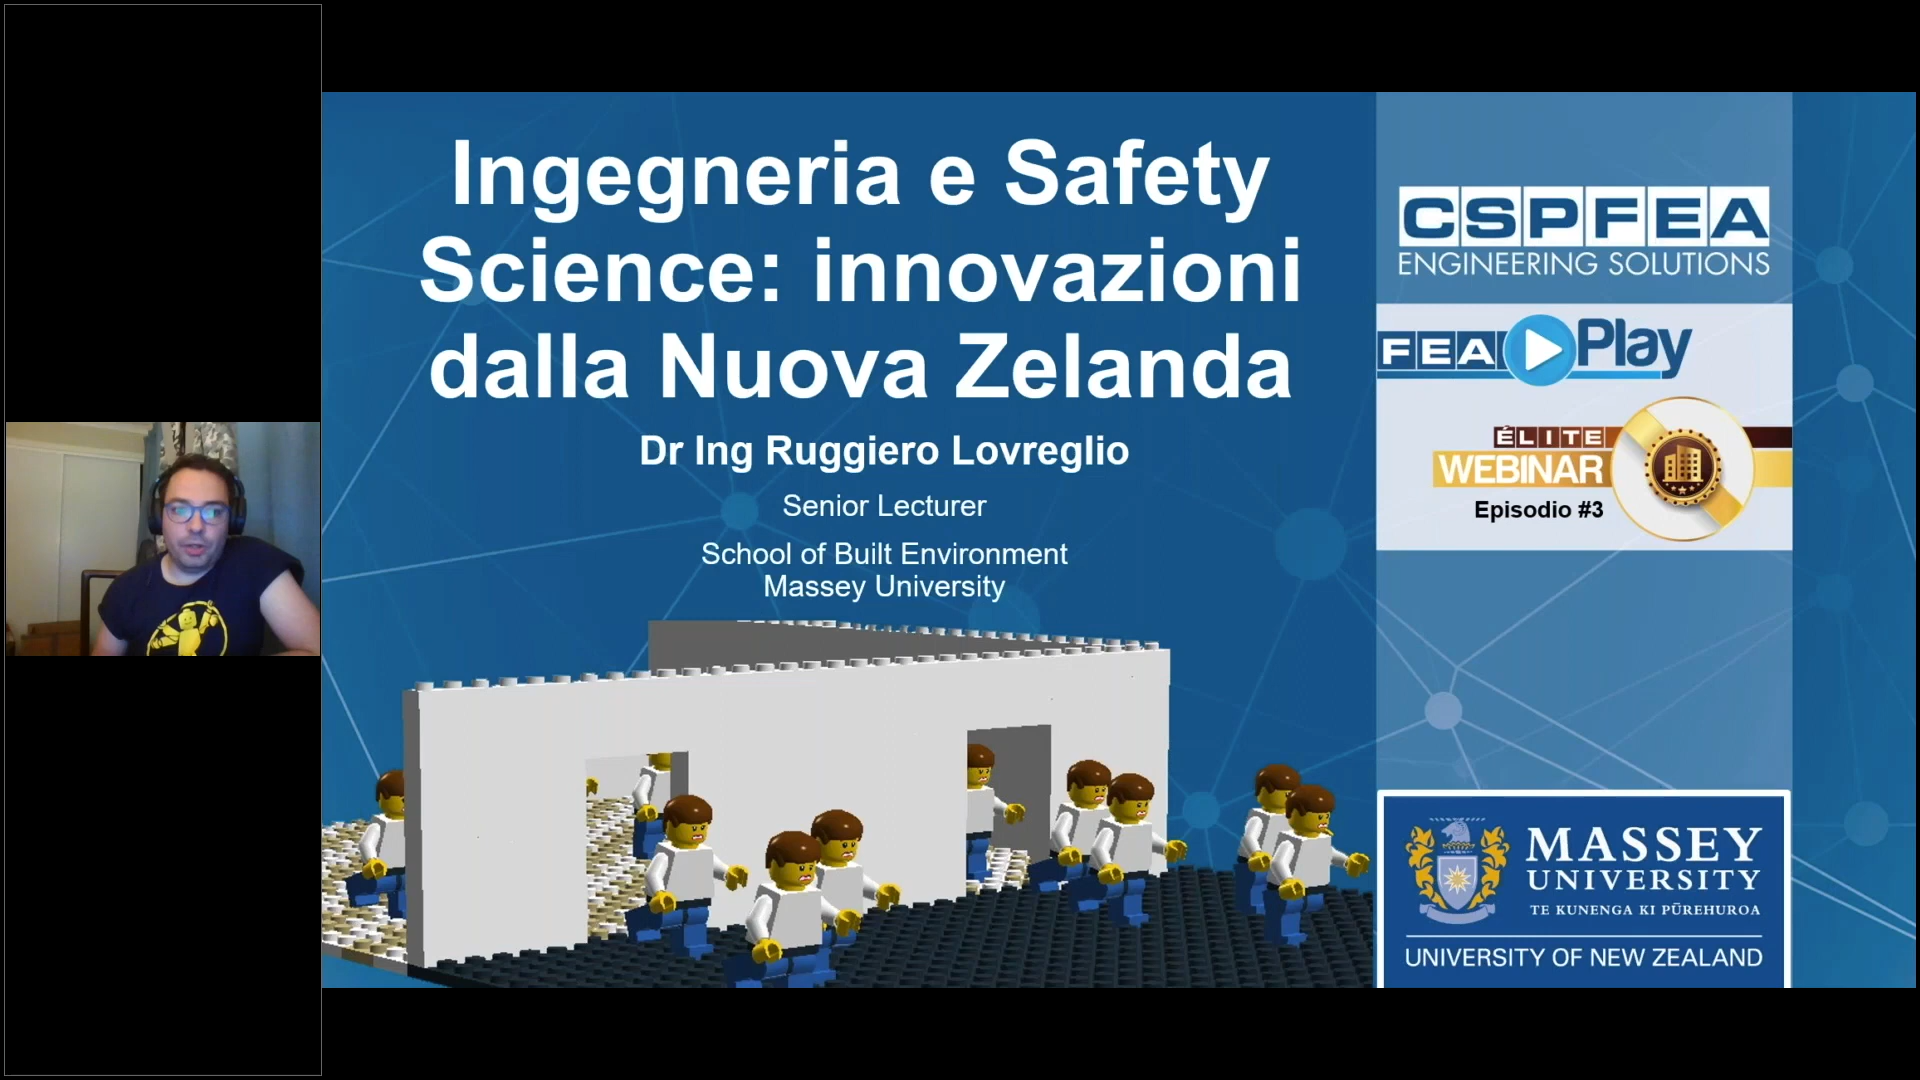 Ingegneria e Safety
Science: innovazioni
dalla Nuova Zelanda
Dr Ing Ruggiero Lovreglio
Senior Lecturer
School of Built Environment
Massey University
CSPFEA
ENGINEERING SOLUTIONS
FEA Play
ÉLITE
WEBINAR
Episodio #3
MASSEY
UNIVERSITY
TE KUNENGA KI PŪREHUROA
UNIVERSITY OF NEW ZEALAND